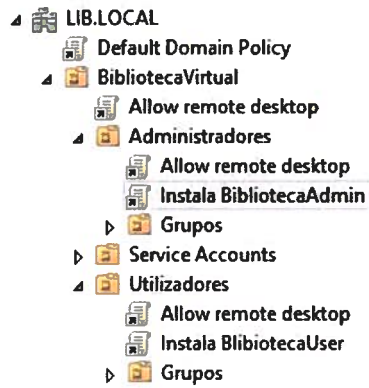 LIB.LOCAL
Default Domain Policy
BibliotecaVirtual
Allow remote desktop
Administradores
Allow remote desktop
Instala BibliotecaAdmin
Grupos
Service Accounts
Utilizadores
Allow remote desktop
Instala BlibiotecaUser
Grupos